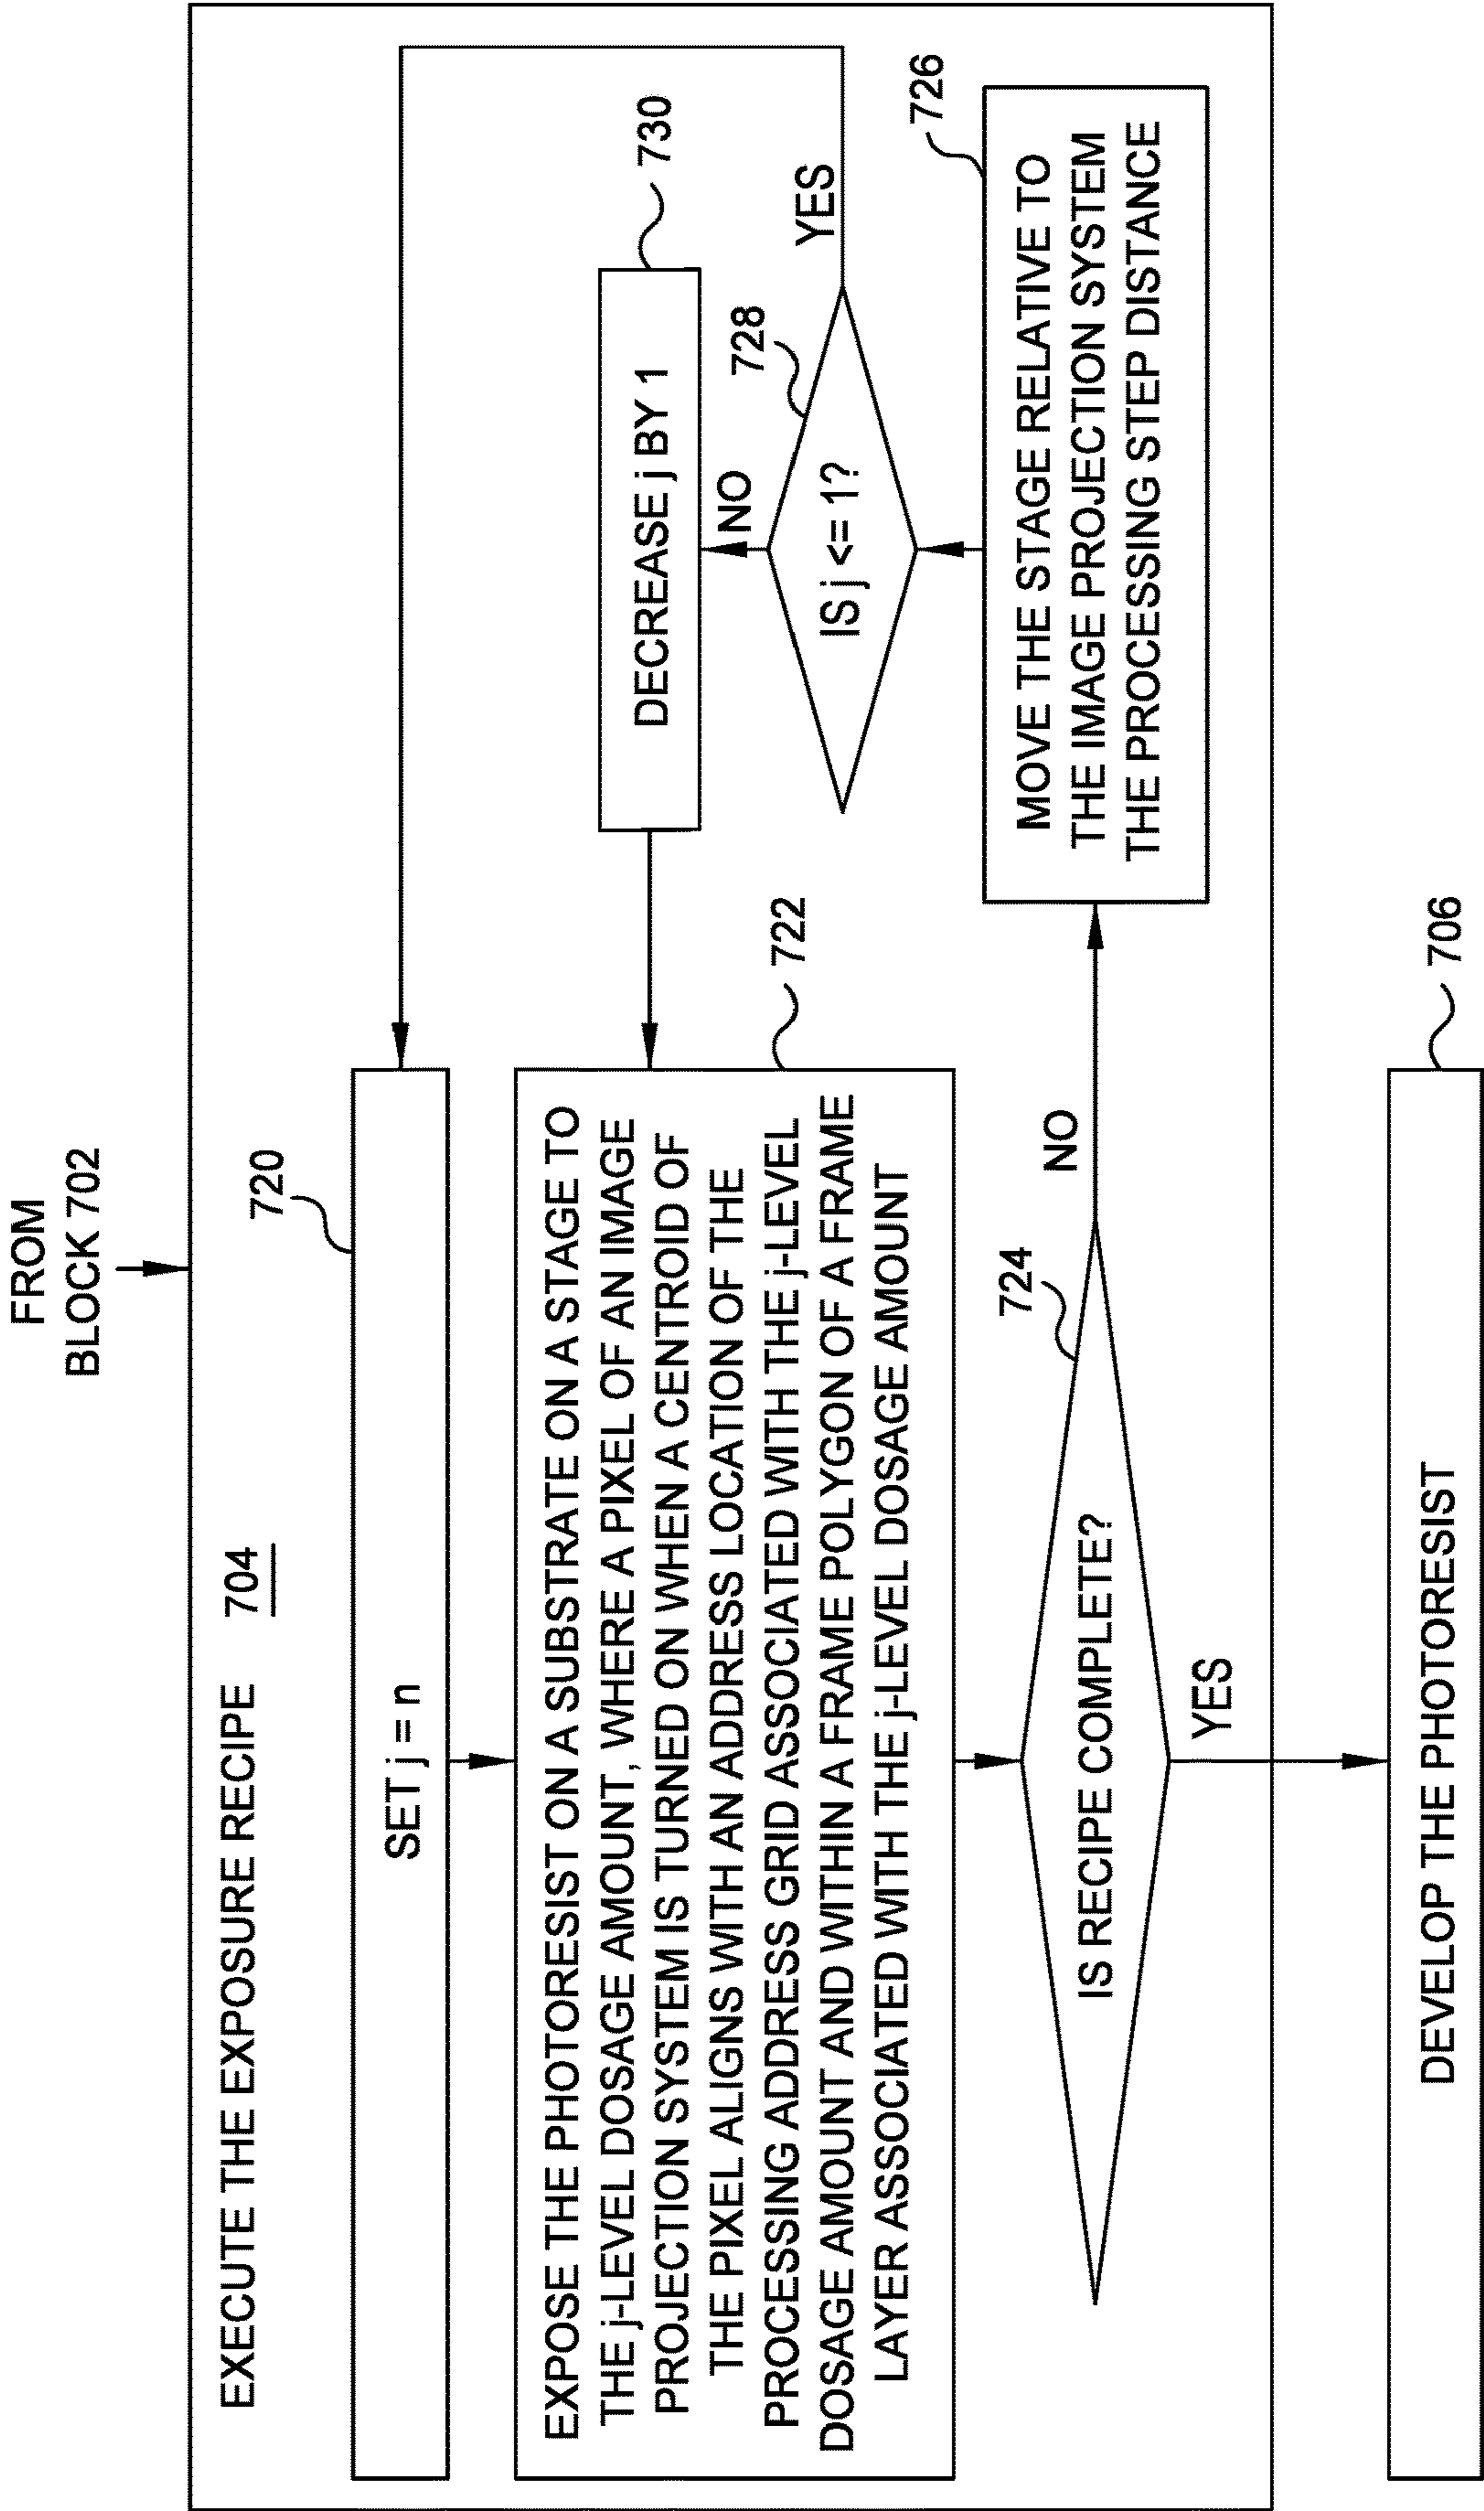 FROM
BLOCK 702
EXECUTE THE EXPOSURE RECIPE 704
720
SET j = n
EXPOSE THE PHOTORESIST ON A SUBSTRATE ON A STAGE TO
THE j-LEVEL DOSAGE AMOUNT, WHERE A PIXEL OF AN IMAGE
PROJECTION SYSTEM IS TURNED ON WHEN A CENTROID OF
THE PIXEL ALIGNS WITH AN ADDRESS LOCATION OF THE
PROCESSING ADDRESS GRID ASSOCIATED WITH THE j-LEVEL
DOSAGE AMOUNT AND WITHIN A FRAME POLYGON OF A FRAME
LAYER ASSOCIATED WITH THE j-LEVEL DOSAGE AMOUNT
722
730
DECREASE j BY 1
NO
728
IS j <= 1?
YES
724
IS RECIPE COMPLETE?
NO
YES
726
MOVE THE STAGE RELATIVE TO
THE IMAGE PROJECTION SYSTEM
THE PROCESSING STEP DISTANCE
706
DEVELOP THE PHOTORESIST